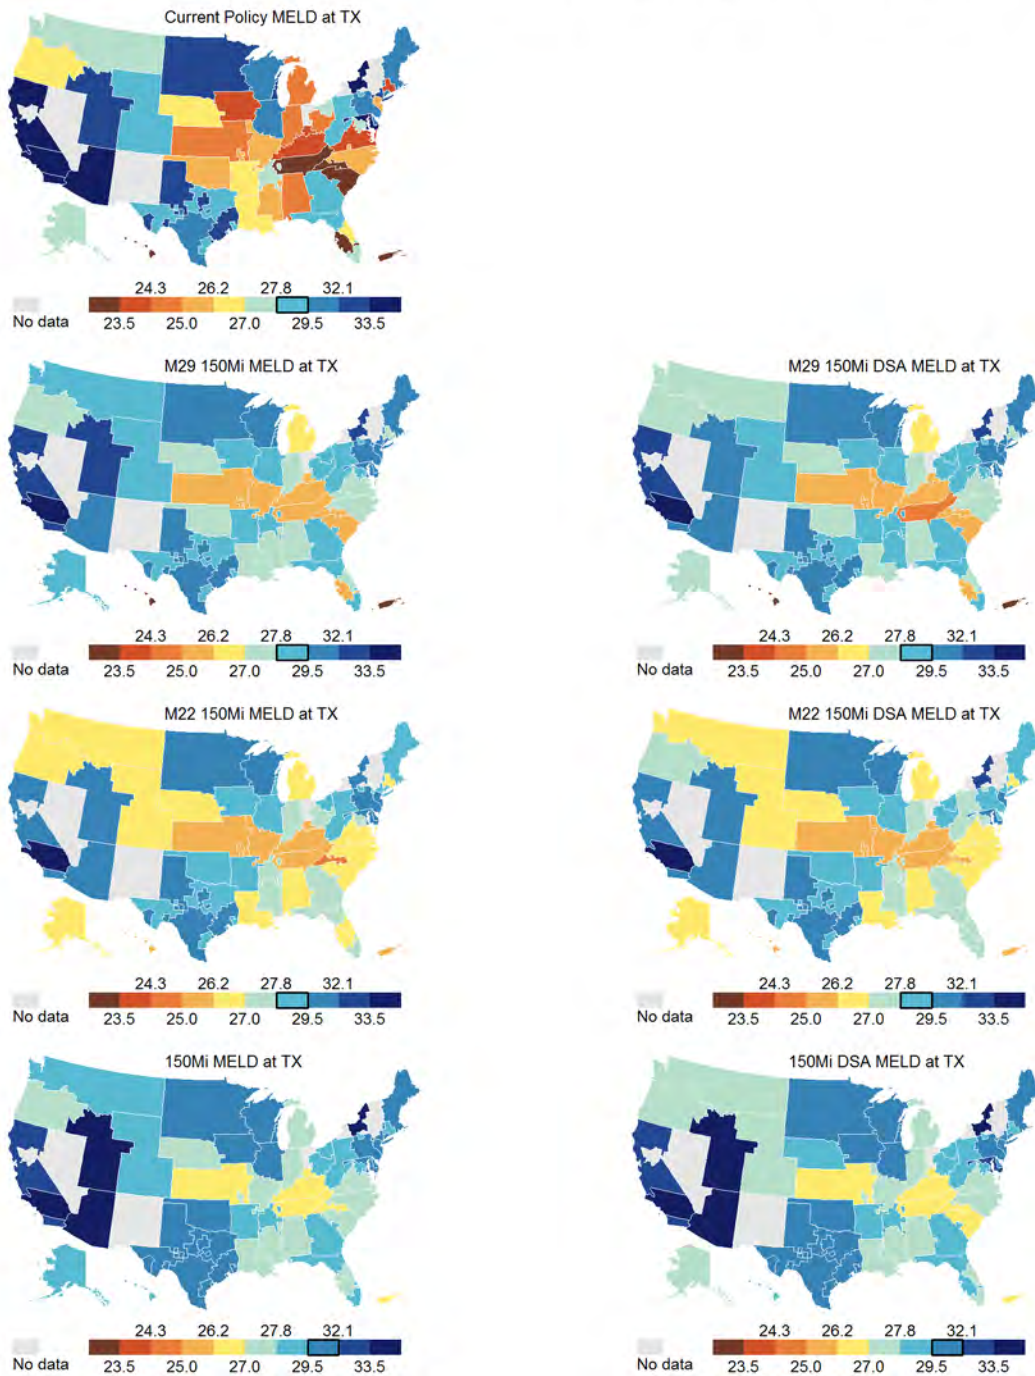 Current Policy MELD at TX
24.3 26.2 27.8 32.1
No data 23.5 25.0 27.0 29.5 33.5
M29 150Mi MELD at TX
24.3 26.2 27.8 32.1
No data 23.5 25.0 27.0 29.5 33.5
M29 150Mi DSA MELD at TX
24.3 26.2 27.8 32.1
No data 23.5 25.0 27.0 29.5 33.5
M22 150Mi MELD at TX
24.3 26.2 27.8 32.1
No data 23.5 25.0 27.0 29.5 33.5
M22 150Mi DSA MELD at TX
24.3 26.2 27.8 32.1
No data 23.5 25.0 27.0 29.5 33.5
150Mi MELD at TX
24.3 26.2 27.8 32.1
No data 23.5 25.0 27.0 29.5 33.5
150Mi DSA MELD at TX
24.3 26.2 27.8 32.1
No data 23.5 25.0 27.0 29.5 33.5